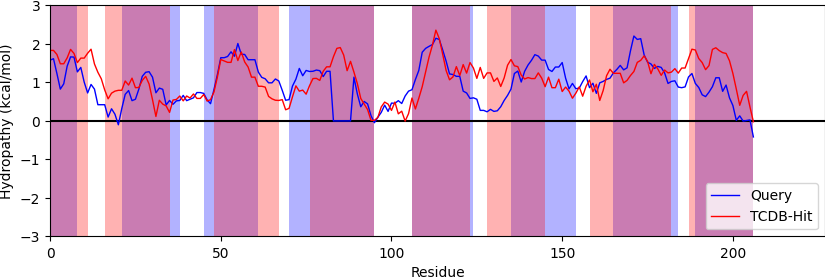 3
2
1
0
−1
−2
−3
Hydropathy (kcal/mol)
0 50 100 150 200
Residue
Query
TCDB-Hit